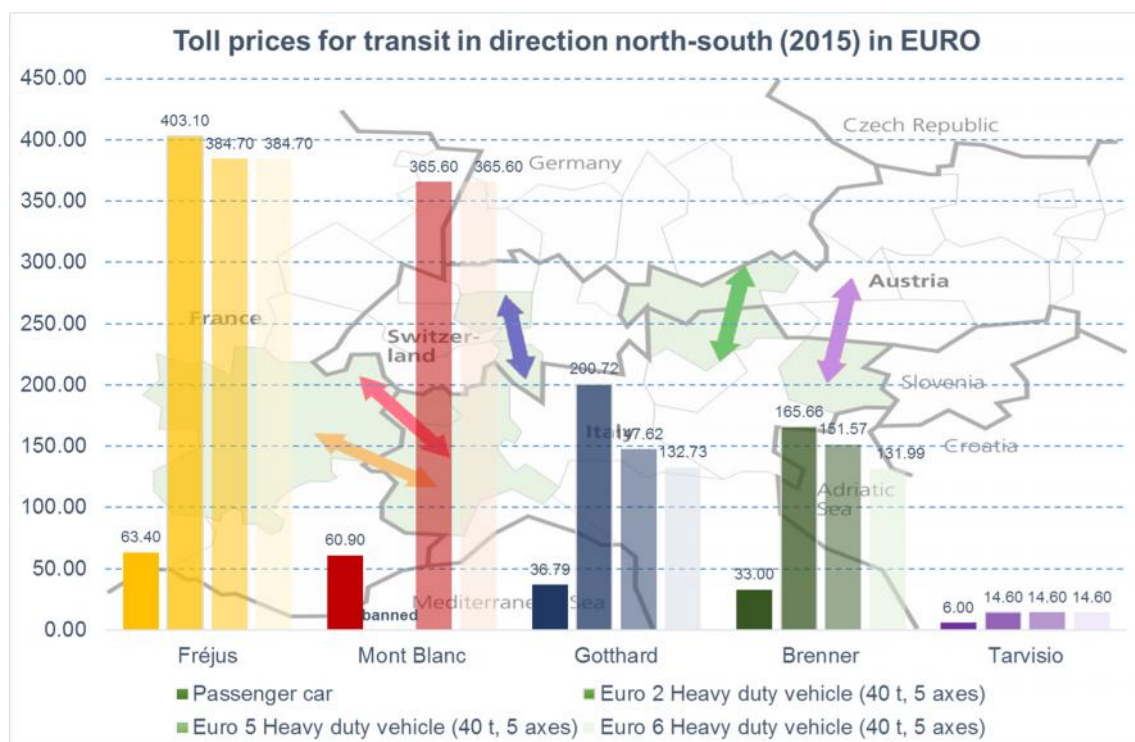 Toll prices for transit in direction north-south (2015) in EURO
450.00
400.00
350.00
300.00
250.00
200.00
150.00
100.00
50.00
0.00
403.10
384.70
384.70
63.40
365.60
365.60
60.90
banned
200.72
132.73
36.79
165.66
151.57
131.99
33.00
6.00
14.60
14.60
14.60
Czech Republic
Germany
Austria
France
Switzer-
land
Slovenia
Italy
Croatia
Adriatic
Sea
Mediterranean Sea
Fréjus
Mont Blanc
Gotthard
Brenner
Tarvisio
Passenger car
Euro 2 Heavy duty vehicle (40 t, 5 axes)
Euro 5 Heavy duty vehicle (40 t, 5 axes)
Euro 6 Heavy duty vehicle (40 t, 5 axes)